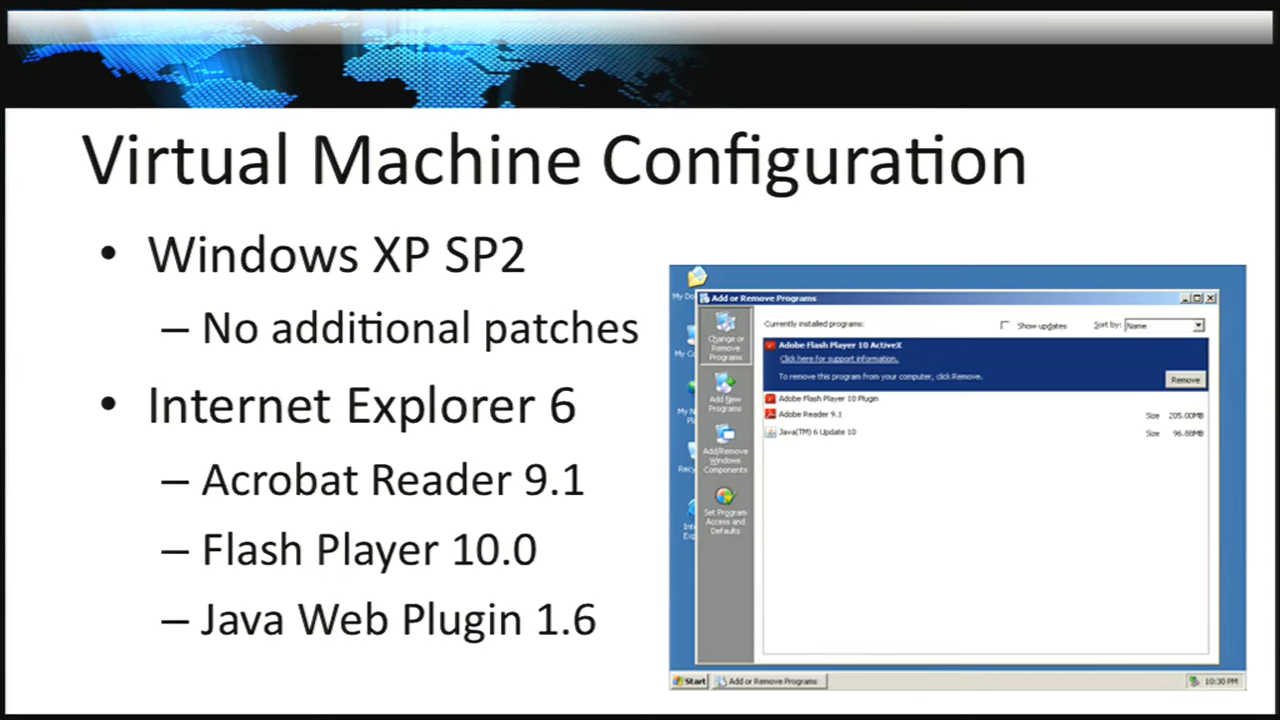 Virtual Machine Configuration
• Windows XP SP2
– No additional patches
• Internet Explorer 6
– Acrobat Reader 9.1
– Flash Player 10.0
– Java Web Plugin 1.6
Add or Remove Programs
Change or Remove Programs
Add New Programs
Add/Remove Windows Components
Set Program Access and Defaults
Currently installed programs:
Show updates
Sort by: Name
Adobe Flash Player 10 ActiveX
Click here for support information.
To remove this program from your computer, click Remove.
Remove
Adobe Flash Player 10 Plugin
Adobe Reader 9.1 Size 205.00MB
Java(TM) 6 Update 10 Size 96.88MB
Start Add or Remove Programs 10:30 PM